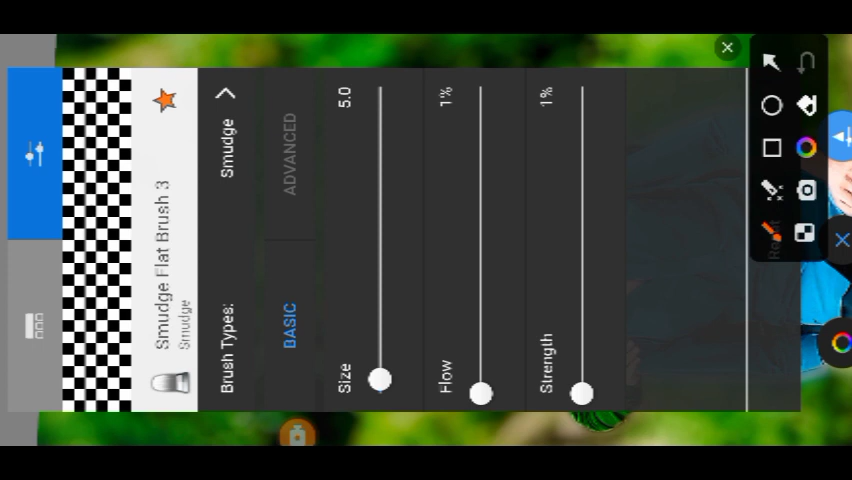 Smudge Flat Brush 3
Smudge
Brush Types:
Smudge
BASIC
ADVANCED
Size
5.0
Flow
1%
Strength
1%